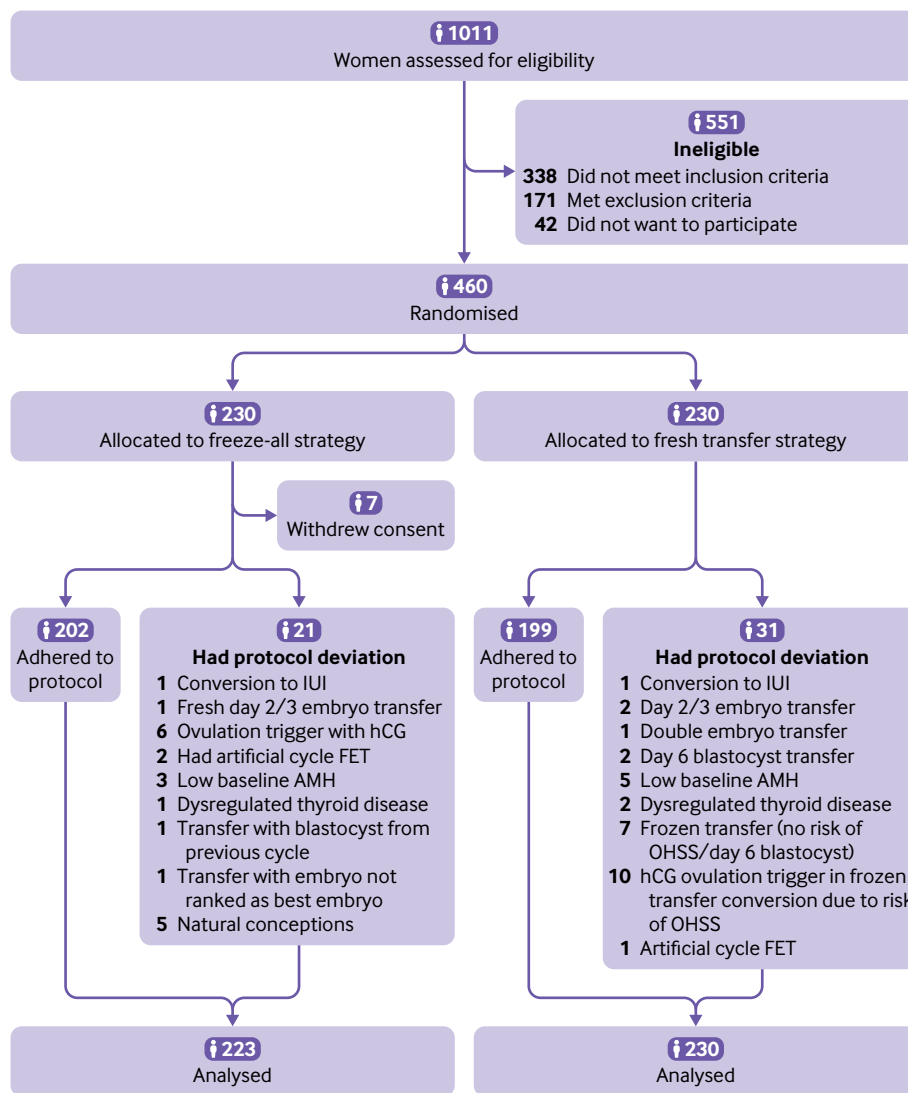 1011
Women assessed for eligibility
551
Ineligible
338 Did not meet inclusion criteria
171 Met exclusion criteria
42 Did not want to participate
460
Randomised
230
Allocated to freeze-all strategy
230
Allocated to fresh transfer strategy
7
Withdrew consent
202
Adhered to
protocol
21
Had protocol deviation
1 Conversion to IUI
1 Fresh day 2/3 embryo transfer
6 Ovulation trigger with hCG
2 Had artificial cycle FET
3 Low baseline AMH
1 Dysregulated thyroid disease
1 Transfer with blastocyst from
previous cycle
1 Transfer with embryo not
ranked as best embryo
5 Natural conceptions
199
Adhered to
protocol
31
Had protocol deviation
1 Conversion to IUI
2 Day 2/3 embryo transfer
1 Double embryo transfer
2 Day 6 blastocyst transfer
5 Low baseline AMH
2 Dysregulated thyroid disease
7 Frozen transfer (no risk of
OHSS/day 6 blastocyst)
10 hCG ovulation trigger in frozen
transfer conversion due to risk
of OHSS
1 Artificial cycle FET
223
Analysed
230
Analysed